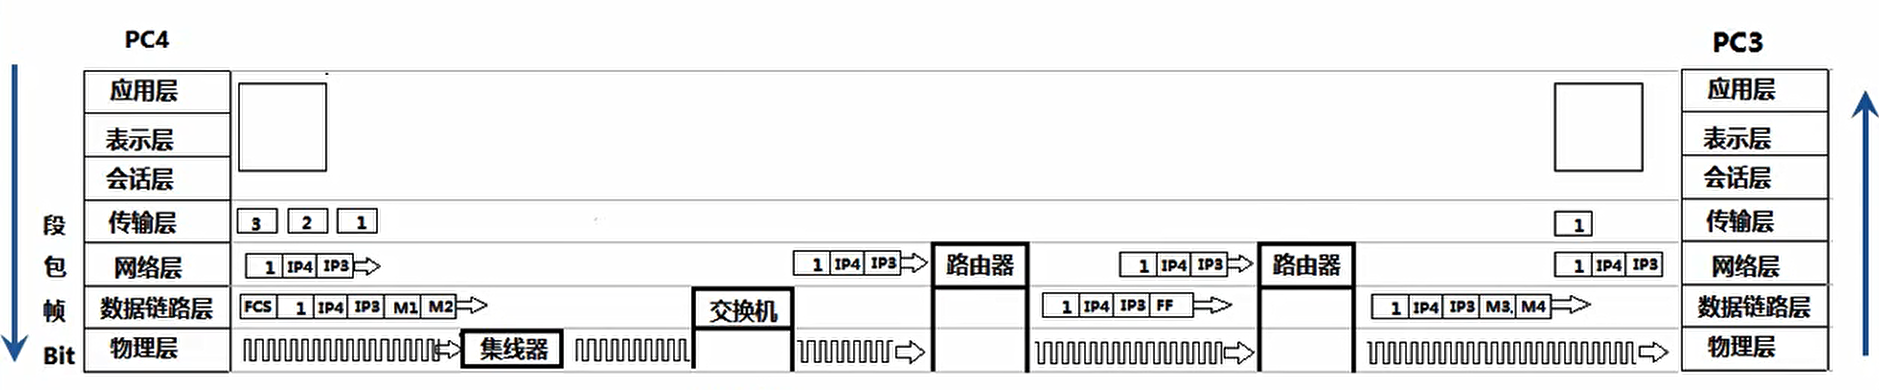 PC4
PC3
应用层
应用层
表示层
表示层
会话层
会话层
段 传输层 3 2 1
1 传输层
包 网络层 1 IP4 IP3
1 IP4 IP3 路由器
1 IP4 IP3 路由器
1 IP4 IP3 网络层
帧 数据链路层 FCS 1 IP4 IP3 M1 M2
交换机
1 IP4 IP3 FF
1 IP4 IP3 M3, M4 数据链路层
Bit 物理层 集线器
物理层